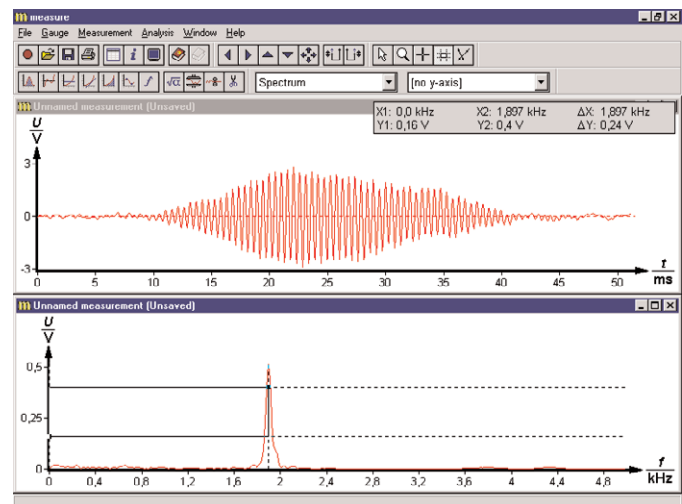 measure
File Gauge Measurement Analysis Window Help
Spectrum [no y-axis]
Unnamed measurement (Unsaved)
X1: 0,0 kHz X2: 1,897 kHz ΔX: 1,897 kHz
Y1: 0,16 V Y2: 0,4 V ΔY: 0,24 V
U
V
3
0
-3
0 5 10 15 20 25 30 35 40 45 50
t
ms
Unnamed measurement (Unsaved)
U
V
0,5
0,25
0
0 0,4 0,8 1,2 1,6 2 2,4 2,8 3,2 3,6 4 4,4 4,8
f
kHz